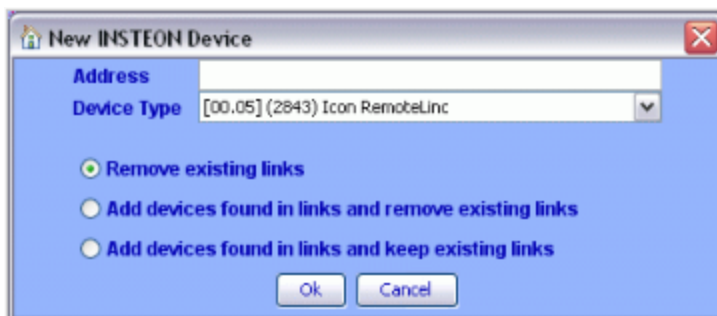 New INSTEON Device
Address
Device Type [00.05] (2843) Icon RemoteLinc
Remove existing links
Add devices found in links and remove existing links
Add devices found in links and keep existing links
Ok Cancel